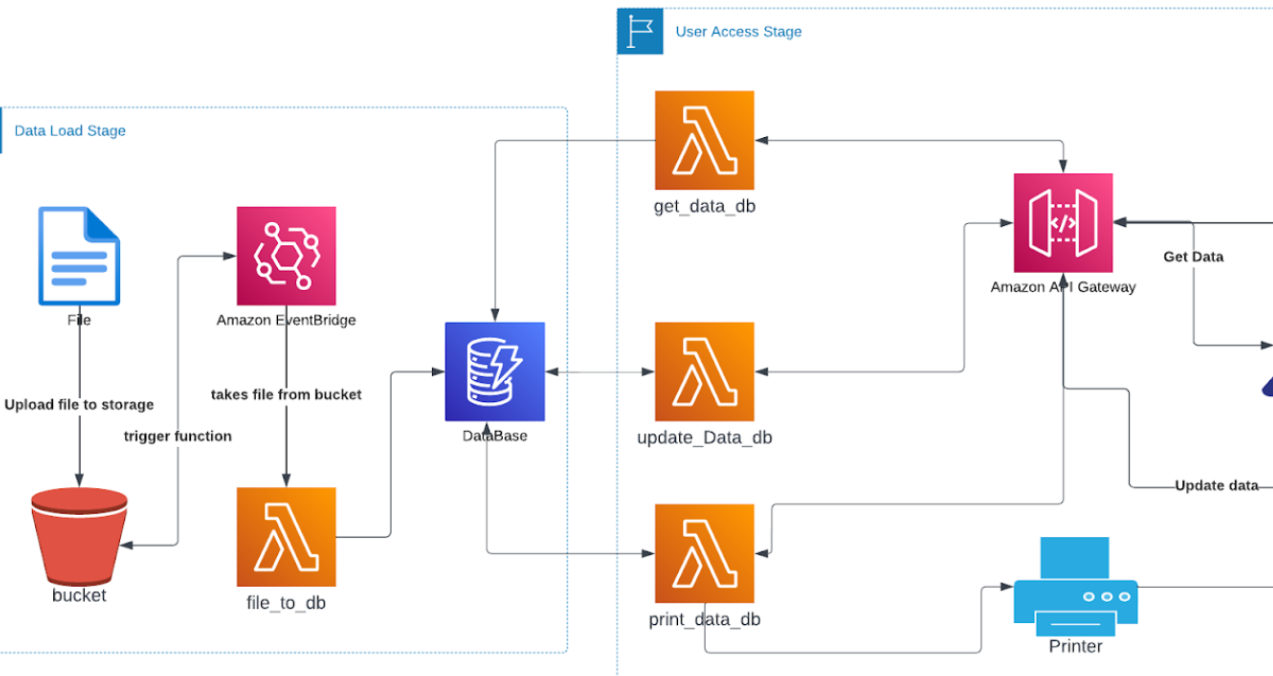 User Access Stage
Data Load Stage
get_data_db
Get Data
Amazon API Gateway
File
Amazon EventBridge
takes file from bucket
Upload file to storage
trigger function
DataBase
update_Data_db
Update data
bucket
file_to_db
print_data_db
Printer